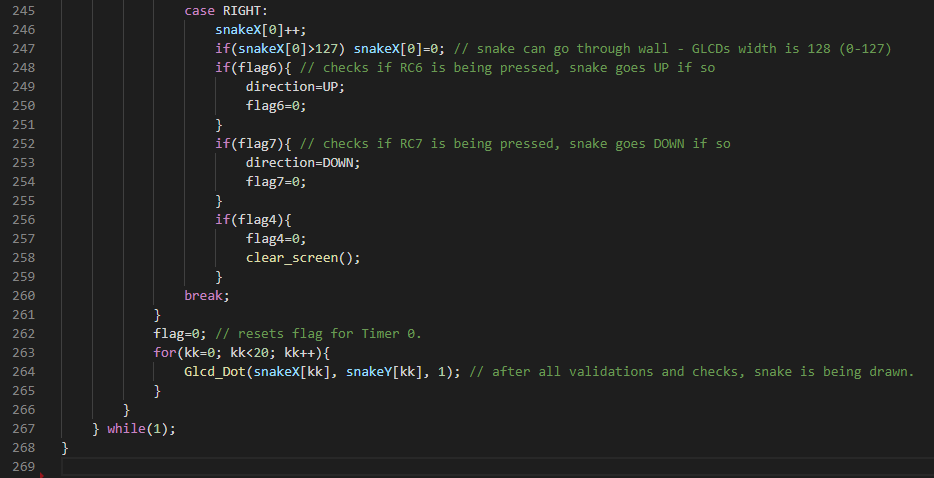 245 case RIGHT:
246 snakeX[0]++;
247 if(snakeX[0]>127) snakeX[0]=0; // snake can go through wall - GLCDs width is 128 (0-127)
248 if(flag6){ // checks if RC6 is being pressed, snake goes UP if so
249 direction=UP;
250 flag6=0;
251 }
252 if(flag7){ // checks if RC7 is being pressed, snake goes DOWN if so
253 direction=DOWN;
254 flag7=0;
255 }
256 if(flag4){
257 flag4=0;
258 clear_screen();
259 }
260 break;
261 }
262 flag=0; // resets flag for Timer 0.
263 for(kk=0; kk<20; kk++){
264 Glcd_Dot(snakeX[kk], snakeY[kk], 1); // after all validations and checks, snake is being drawn.
265 }
266 }
267 } while(1);
268 }
269